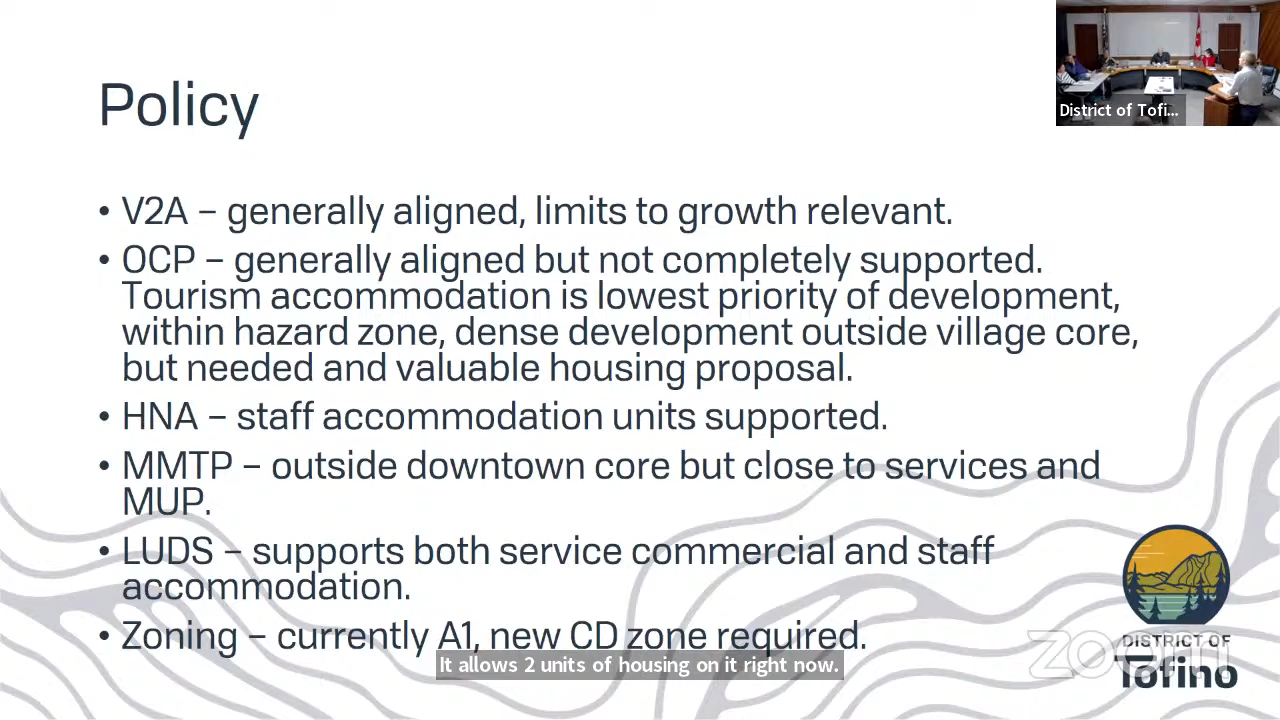 District of Tofi...
Policy
• V2A – generally aligned, limits to growth relevant.
• OCP – generally aligned but not completely supported.
Tourism accommodation is lowest priority of development,
within hazard zone, dense development outside village core,
but needed and valuable housing proposal.
• HNA – staff accommodation units supported.
• MMTP – outside downtown core but close to services and
MUP.
• LUDS – supports both service commercial and staff
accommodation.
• Zoning – currently A1, new CD zone required.
It allows 2 units of housing on it right now.
DISTRICT OF
Tofino
zoom